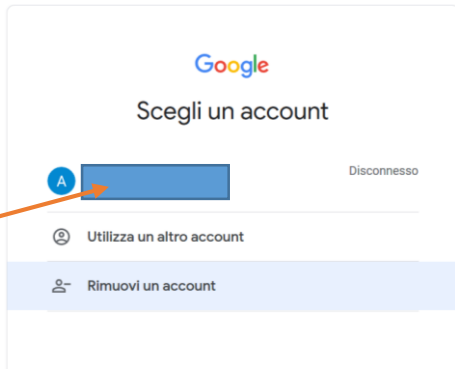 Google
Scegli un account
A
Disconnesso
Utilizza un altro account
Rimuovi un account